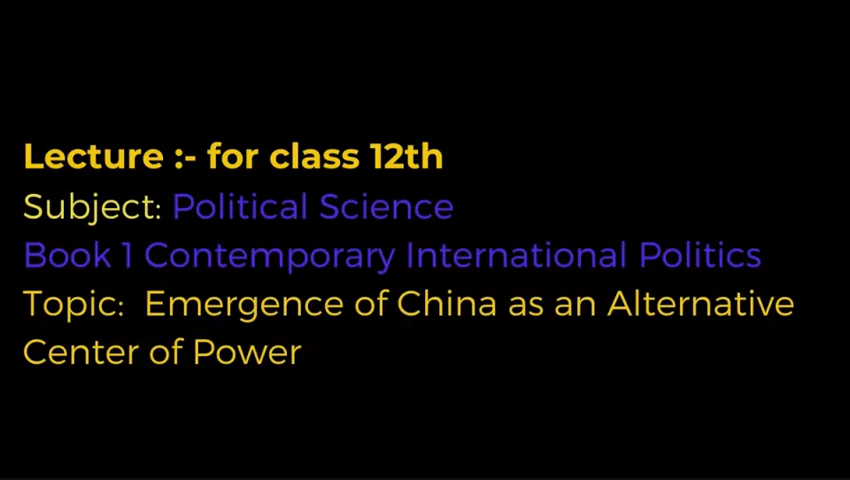 Lecture :- for class 12th
Subject: Political Science
Book 1 Contemporary International Politics
Topic: Emergence of China as an Alternative
Center of Power